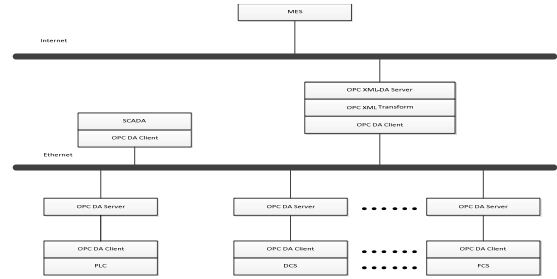 MES
Internet
OPC XML-DA Server
OPC XML Transform
OPC DA Client
SCADA
OPC DA Client
Ethernet
OPC DA Server
OPC DA Server
OPC DA Server
OPC DA Client
PLC
OPC DA Client
DCS
OPC DA Client
FCS